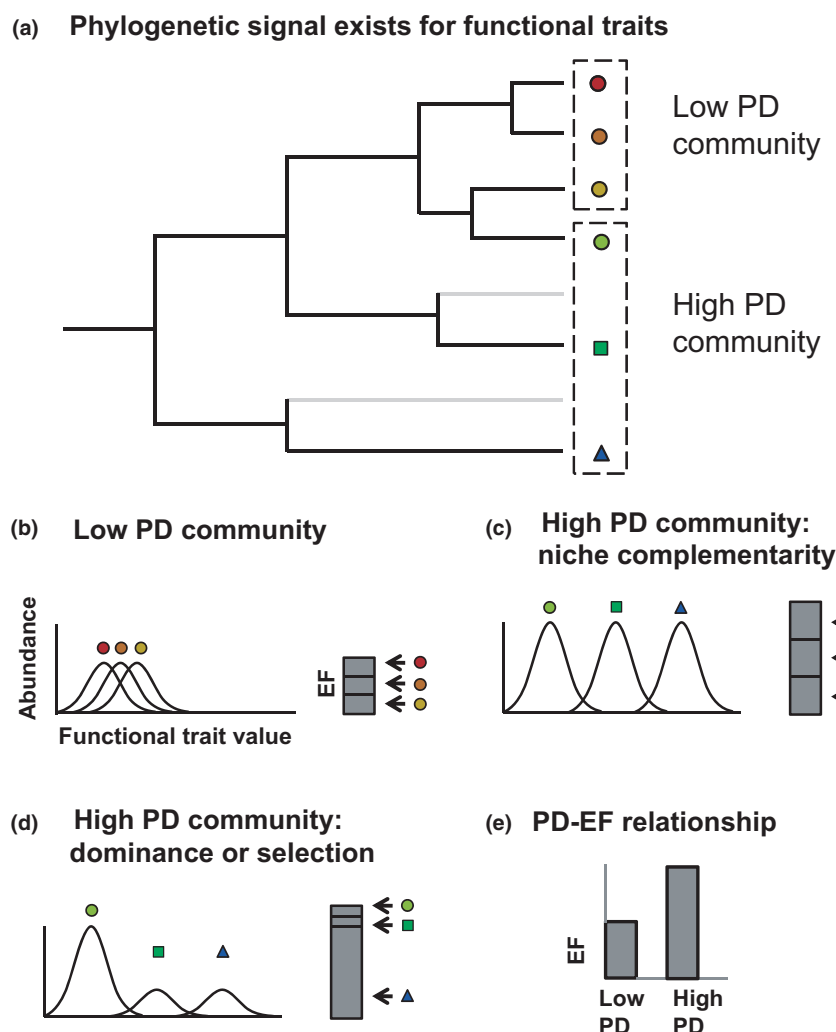 (a) Phylogenetic signal exists for functional traits
Low PD
community
High PD
community
(b) Low PD community
Abundance
Functional trait value
EF
(c) High PD community:
niche complementarity
(d) High PD community:
dominance or selection
(e) PD-EF relationship
EF
Low
PD
High
PD